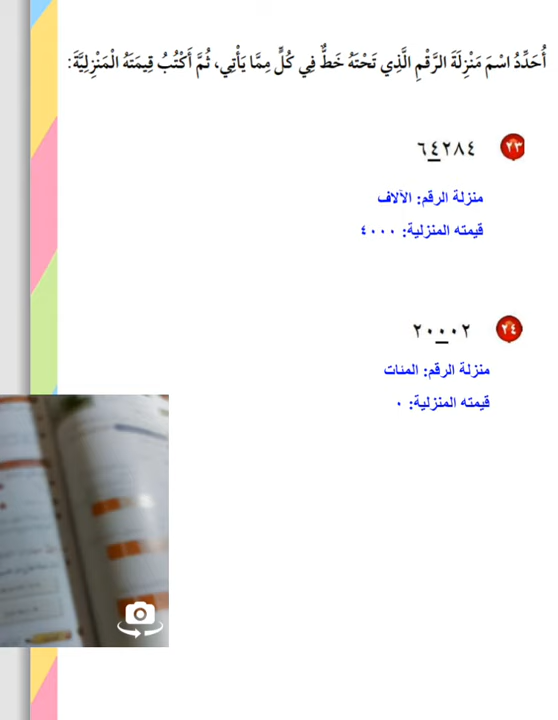 أُحَدِّدُ اسْمَ مَنْزِلَةَ الرَّقْمِ الَّذِي تَحْتَهُ خَطٌّ فِي كُلٍّ مِمَّا يَأْتِي، ثُمَّ أَكْتُبُ قِيمَتَهُ الْمَنْزِلِيَّةَ:
٢٣ ٦٤٢٨٤
منزلة الرقم: الآلاف
قيمته المنزلية: ٤٠٠٠
٢٤ ٢٠٠٠٢
منزلة الرقم: المئات
قيمته المنزلية: ٠